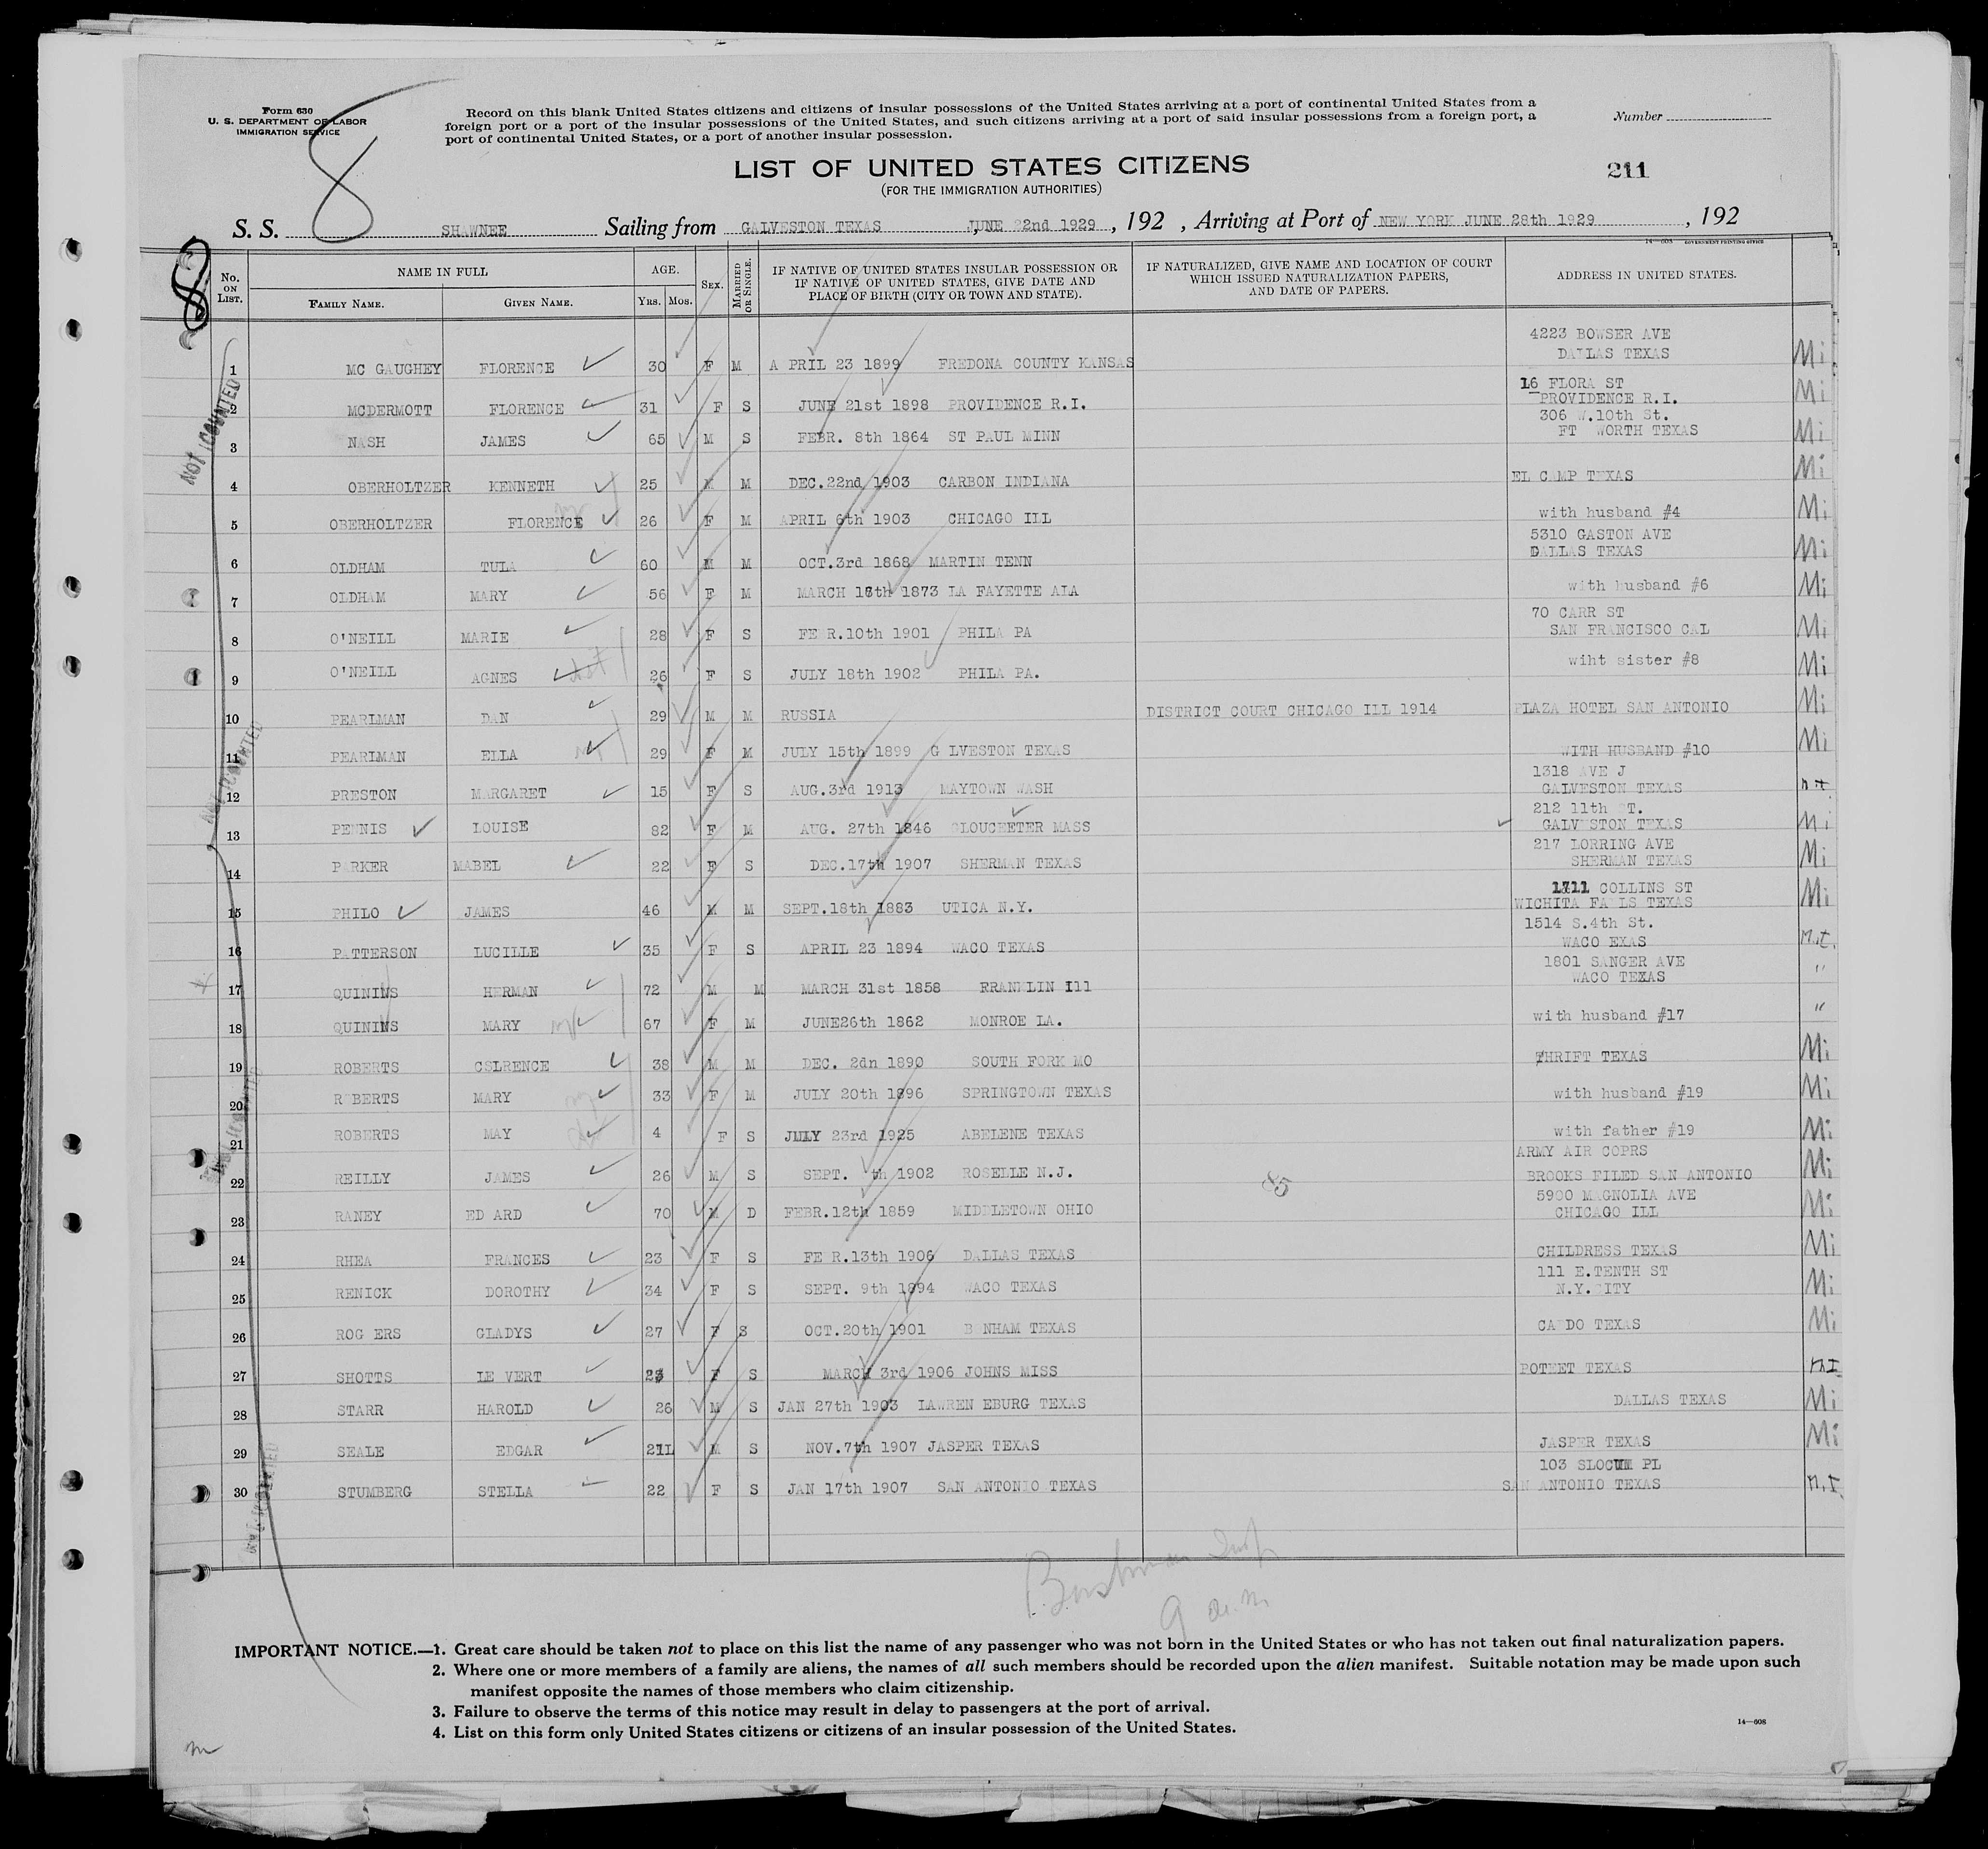 Form 630
U. S. DEPARTMENT OF LABOR
IMMIGRATION SERVICE
8
Record on this blank United States citizens and citizens of insular possessions of the United States arriving at a port of continental United States from a
foreign port or a port of the insular possessions of the United States, and such citizens arriving at a port of said insular possessions from a foreign port, a
port of continental United States, or a port of another insular possession.
Number
LIST OF UNITED STATES CITIZENS
(FOR THE IMMIGRATION AUTHORITIES)
211
S. S. SHAWNEE Sailing from GALVESTON TEXAS JUNE 22nd 1929, 192 , Arriving at Port of NEW YORK JUNE 28th 1929, 192
14—608 GOVERNMENT PRINTING OFFICE
8
No. ON LIST.
NAME IN FULL
FAMILY NAME. GIVEN NAME.
AGE.
YRS. MOS.
SEX.
MARRIED OR SINGLE.
IF NATIVE OF UNITED STATES INSULAR POSSESSION OR
IF NATIVE OF UNITED STATES, GIVE DATE AND
PLACE OF BIRTH (CITY OR TOWN AND STATE).
IF NATURALIZED, GIVE NAME AND LOCATION OF COURT
WHICH ISSUED NATURALIZATION PAPERS,
AND DATE OF PAPERS.
ADDRESS IN UNITED STATES.
4223 BOWSER AVE
1 MC GAUGHEY FLORENCE 30 F M A PRIL 23 1899 FREDONA COUNTY KANSAS DALLAS TEXAS Mi
16 FLORA ST
2 MCDERMOTT FLORENCE 31 F S JUNE 21st 1898 PROVIDENCE R.I. PROVIDENCE R.I. Mi
306 W.10th St.
3 NASH JAMES 65 M S FEBR. 8th 1864 ST PAUL MINN FT WORTH TEXAS Mi
NOT COUNTED
4 OBERHOLTZER KENNETH 25 M M DEC.22nd 1903 CARBON INDIANA EL CAMP TEXAS Mi
5 OBERHOLTZER FLORENCE 26 F M APRIL 6th 1903 CHICAGO ILL with husband #4 Mi
5310 GASTON AVE
6 OLDHAM TULA 60 M M OCT.3rd 1868 MARTIN TENN DALLAS TEXAS Mi
7 OLDHAM MARY 56 F M MARCH 18th 1873 LA FAYETTE ALA with husband #6 Mi
70 CARR ST
8 O'NEILL MARIE 28 F S FE R.10th 1901 PHILA PA SAN FRANCISCO CAL Mi
9 O'NEILL AGNES 26 F S JULY 18th 1902 PHILA PA. wiht sister #8 Mi
10 PEARLMAN DAN 29 M M RUSSIA DISTRICT COURT CHICAGO ILL 1914 PLAZA HOTEL SAN ANTONIO Mi
11 PEARLMAN ELLA 29 F M JULY 15th 1899 G LVESTON TEXAS WITH HUSBAND #10 Mi
1318 AVE J
12 PRESTON MARGARET 15 F S AUG.3rd 1913 MAYTOWN WASH GALVESTON TEXAS
212 11th ST.
13 PENNIS LOUISE 82 F M AUG. 27th 1846 GLOUCHETER MASS GALVESTON TEXAS Mi
217 LORRING AVE
14 PARKER MABEL 22 F S DEC.17th 1907 SHERMAN TEXAS SHERMAN TEXAS Mi
1711 COLLINS ST
15 PHILO JAMES 46 M M SEPT.18th 1883 UTICA N.Y. WICHITA FALLS TEXAS Mi
1514 S.4th St.
16 PATTERSON LUCILLE 35 F S APRIL 23 1894 WACO TEXAS WACO EXAS
1801 SANGER AVE
17 QUININS HERMAN 72 M M MARCH 31st 1858 FRANKLIN Ill WACO TEXAS "
18 QUININS MARY 67 F M JUNE26th 1862 MONROE LA. with husband #17 "
19 ROBERTS CSLRENCE 38 M M DEC. 2dn 1890 SOUTH FORK MO THRIFT TEXAS Mi
20 ROBERTS MARY 33 F M JULY 20th 1896 SPRINGTOWN TEXAS with husband #19 Mi
21 ROBERTS MAY 4 F S JULY 23rd 1925 ABELENE TEXAS with father #19 Mi
ARMY AIR COPRS
22 REILLY JAMES 26 M S SEPT. th 1902 ROSELLE N.J. 85 BROOKS FILED SAN ANTONIO Mi
5900 MAGNOLIA AVE
23 RANEY ED ARD 70 M D FEBR.12th 1859 MIDDLETOWN OHIO CHICAGO ILL Mi
24 RHEA FRANCES 23 F S FE R.13th 1906 DALLAS TEXAS CHILDRESS TEXAS Mi
111 E.TENTH ST
25 RENICK DOROTHY 34 F S SEPT. 9th 1894 WACO TEXAS N.Y.CITY Mi
26 ROG ERS GLADYS 27 F S OCT.20th 1901 B NHAM TEXAS CADDO TEXAS Mi
27 SHOTTS LE VERT F S MARCH 3rd 1906 JOHNS MISS POTEET TEXAS
28 STARR HAROLD 26 M S JAN 27th 1903 LAWREN EBURG TEXAS DALLAS TEXAS Mi
29 SEALE EDGAR 21 M S NOV.7th 1907 JASPER TEXAS JASPER TEXAS Mi
103 SLOCUM PL
30 STUMBERG STELLA 22 F S JAN 17th 1907 SAN ANTONIO TEXAS SAN ANTONIO TEXAS
9 a.m.
IMPORTANT NOTICE.—1. Great care should be taken not to place on this list the name of any passenger who was not born in the United States or who has not taken out final naturalization papers.
2. Where one or more members of a family are aliens, the names of all such members should be recorded upon the alien manifest. Suitable notation may be made upon such
manifest opposite the names of those members who claim citizenship.
3. Failure to observe the terms of this notice may result in delay to passengers at the port of arrival.
4. List on this form only United States citizens or citizens of an insular possession of the United States.
14—608
m